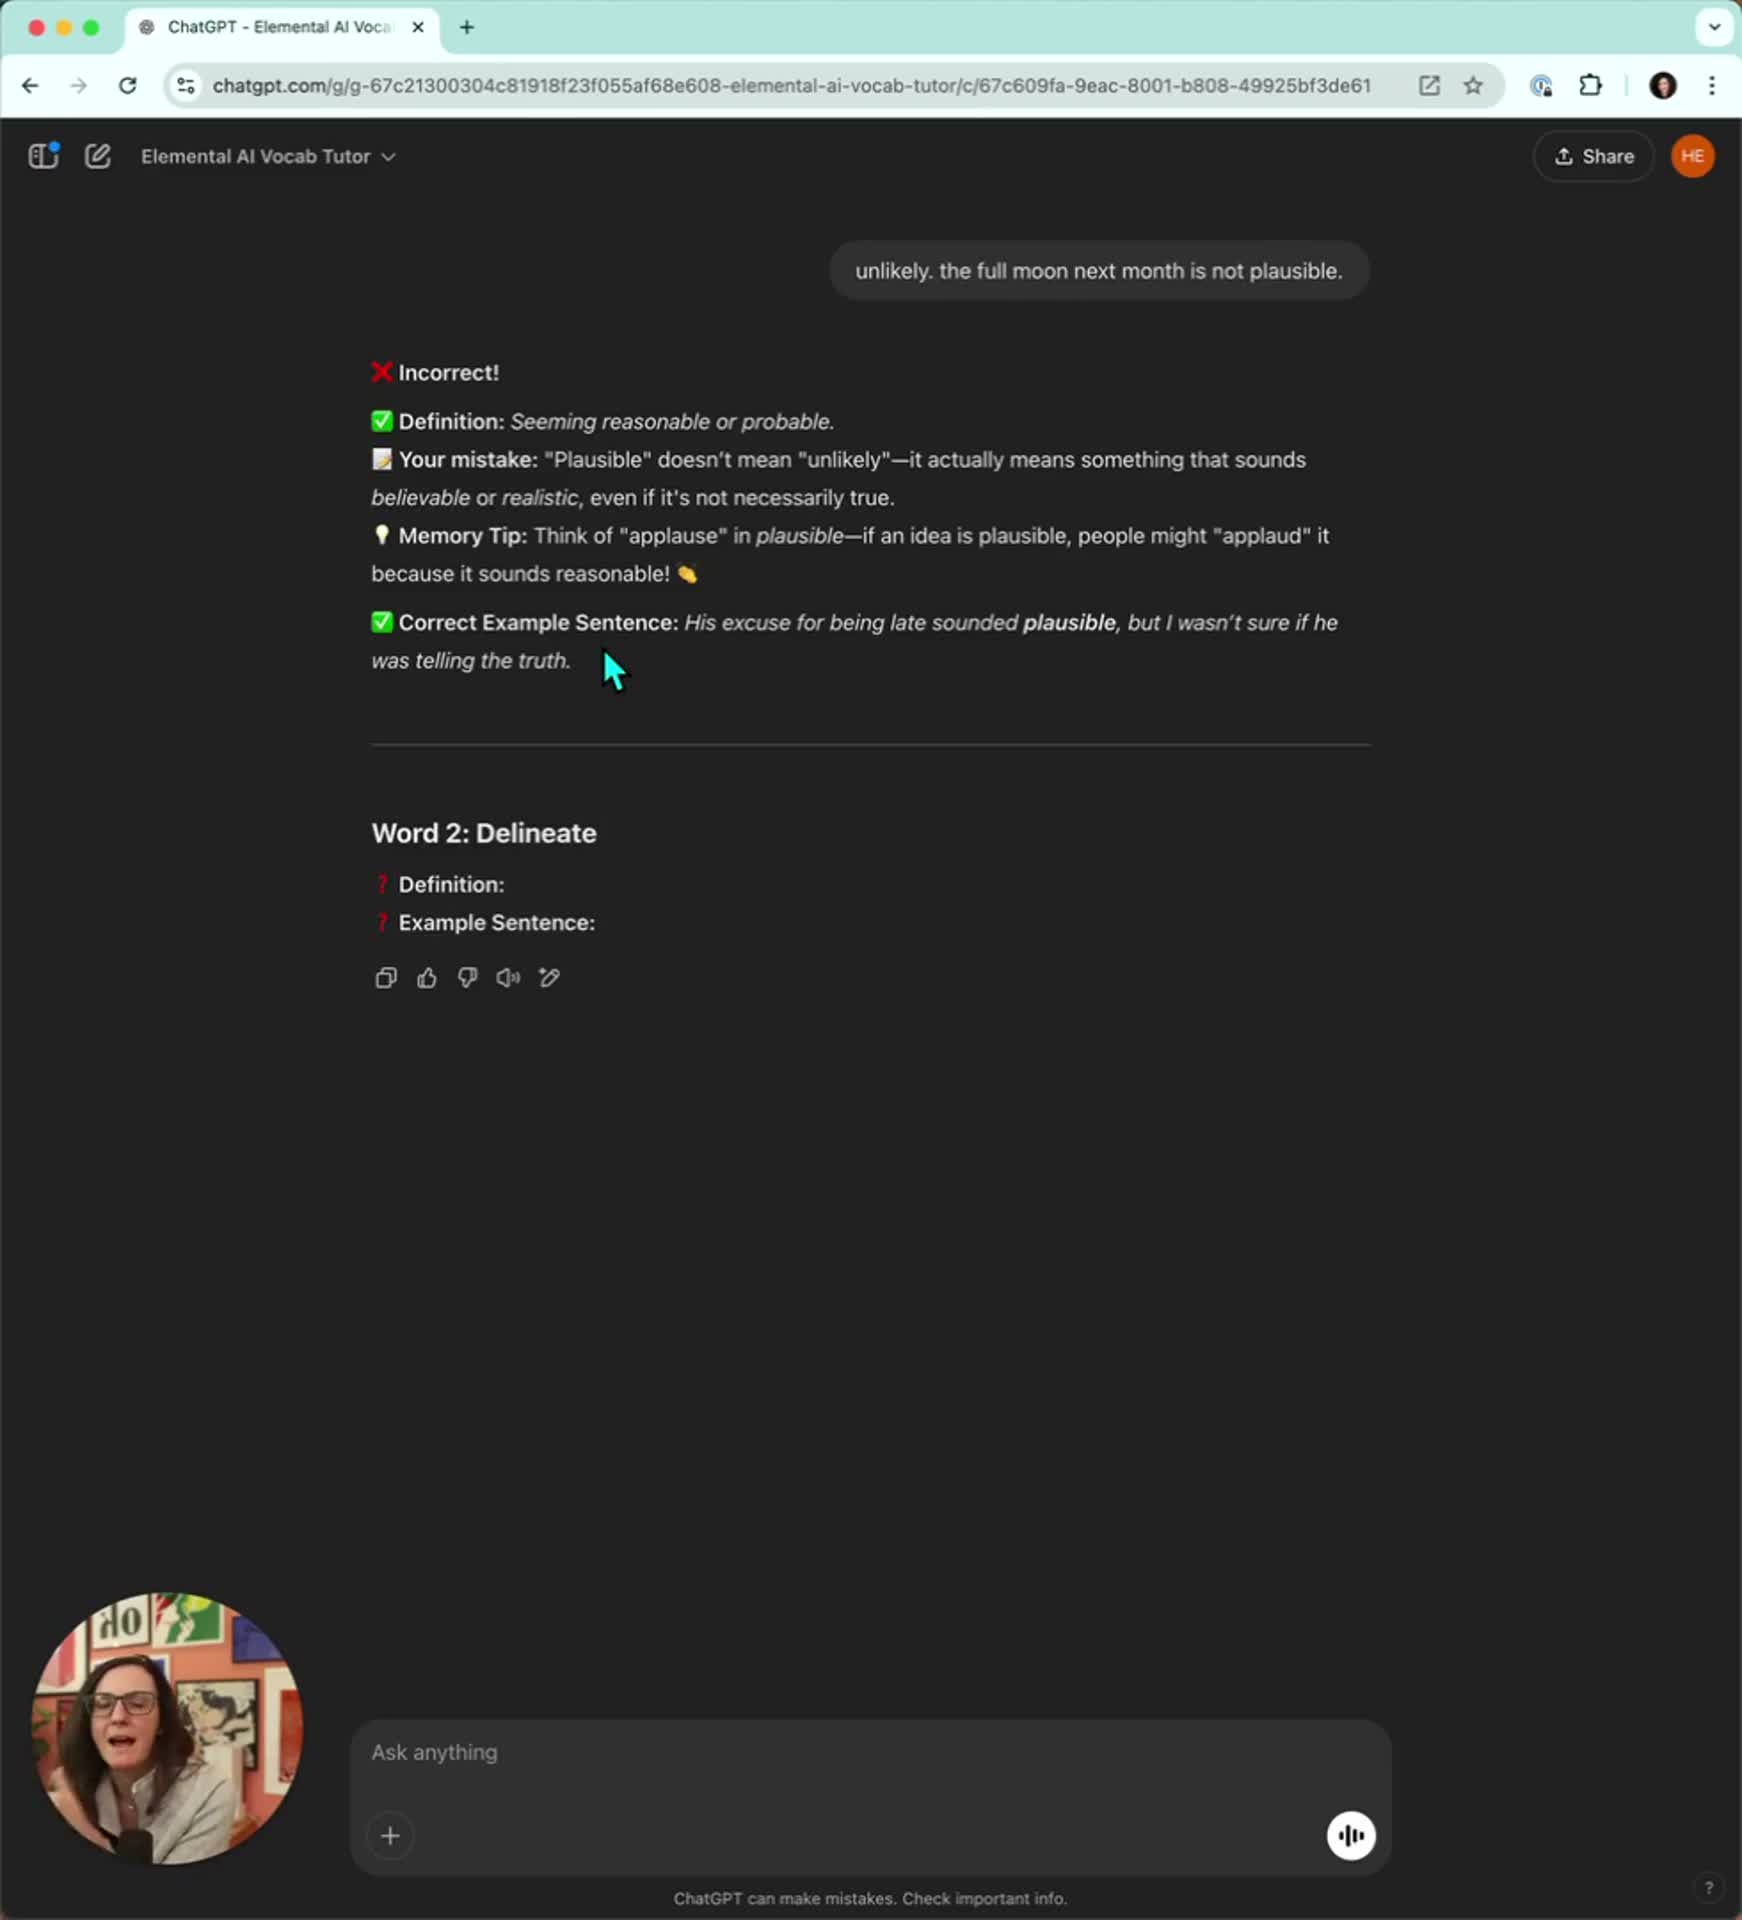 ChatGPT - Elemental AI Voca
chatgpt.com/g/g-67c21300304c81918f23f055af68e608-elemental-ai-vocab-tutor/c/67c609fa-9eac-8001-b808-49925bf3de61
Elemental AI Vocab Tutor
Share
HE
unlikely. the full moon next month is not plausible.
❌ Incorrect!
✅ Definition: Seeming reasonable or probable.
📝 Your mistake: "Plausible" doesn't mean "unlikely"—it actually means something that sounds
believable or realistic, even if it's not necessarily true.
💡 Memory Tip: Think of "applause" in plausible—if an idea is plausible, people might "applaud" it
because it sounds reasonable! 👏
✅ Correct Example Sentence: His excuse for being late sounded plausible, but I wasn't sure if he
was telling the truth.
Word 2: Delineate
❓ Definition:
❓ Example Sentence:
ok
Ask anything
ChatGPT can make mistakes. Check important info.
?